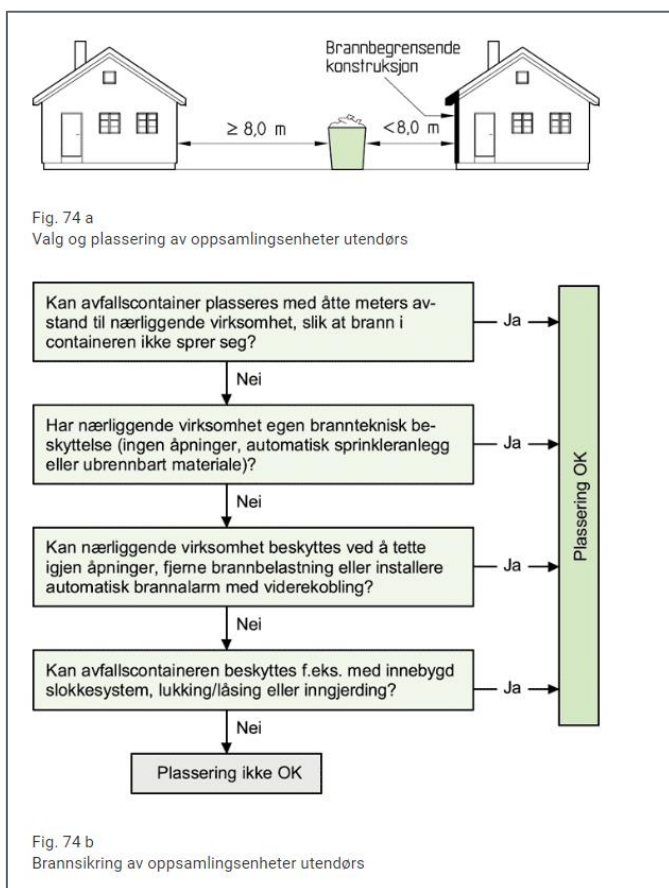 Brannbegrensende
konstruksjon
≥ 8,0 m
<8,0 m
Fig. 74 a
Valg og plassering av oppsamlingsenheter utendørs
Kan avfallscontainer plasseres med åtte meters av-
stand til nærliggende virksomhet, slik at brann i
containeren ikke sprer seg?
Ja
Nei
Har nærliggende virksomhet egen brannteknisk be-
skyttelse (ingen åpninger, automatisk sprinkleranlegg
eller ubrennbart materiale)?
Ja
Nei
Kan nærliggende virksomhet beskyttes ved å tette
igjen åpninger, fjerne brannbelastning eller installere
automatisk brannalarm med viderekobling?
Ja
Nei
Kan avfallscontaineren beskyttes f.eks. med innebygd
slokkesystem, lukking/låsing eller inngjerding?
Ja
Nei
Plassering OK
Plassering ikke OK
Fig. 74 b
Brannsikring av oppsamlingsenheter utendørs